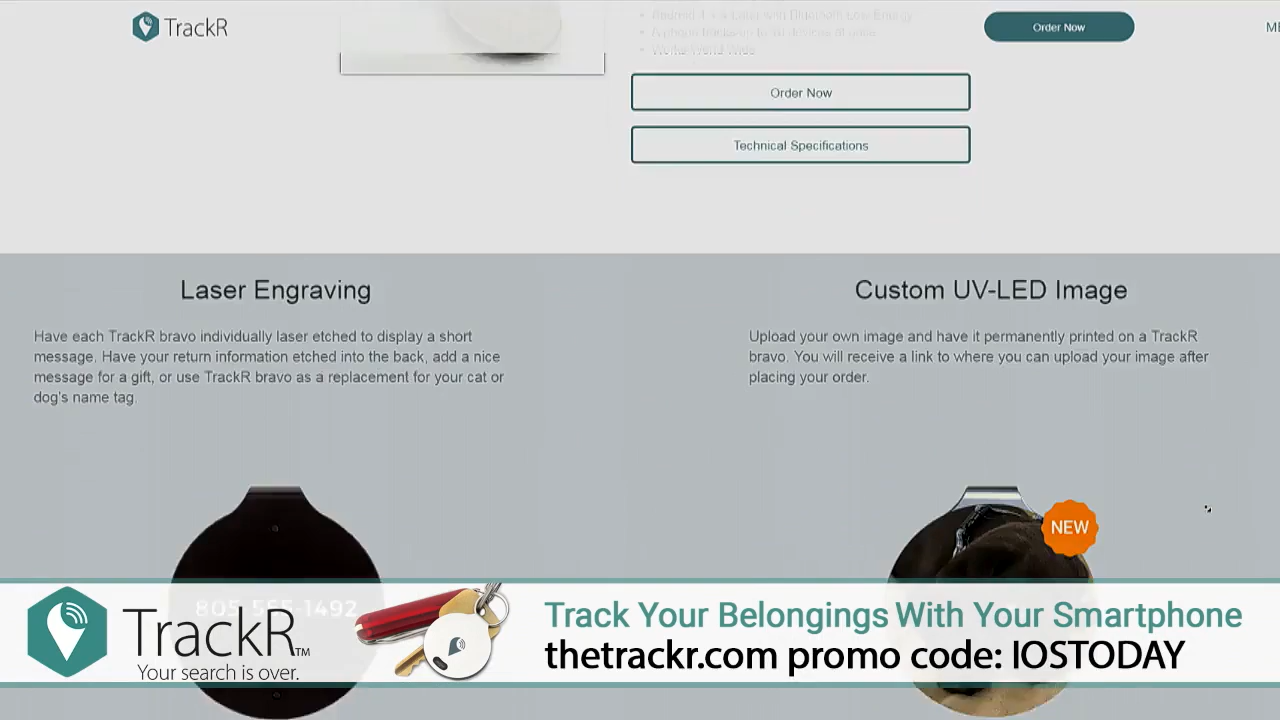 TrackR
Order Now
Order Now
Technical Specifications
Laser Engraving
Have each TrackR bravo individually laser etched to display a short
message. Have your return information etched into the back, add a nice
message for a gift, or use TrackR bravo as a replacement for your cat or
dog's name tag.
Custom UV-LED Image
Upload your own image and have it permanently printed on a TrackR
bravo. You will receive a link to where you can upload your image after
placing your order.
NEW
805-555-1492
TrackR™
Your search is over.
Track Your Belongings With Your Smartphone
thetrackr.com promo code: IOSTODAY